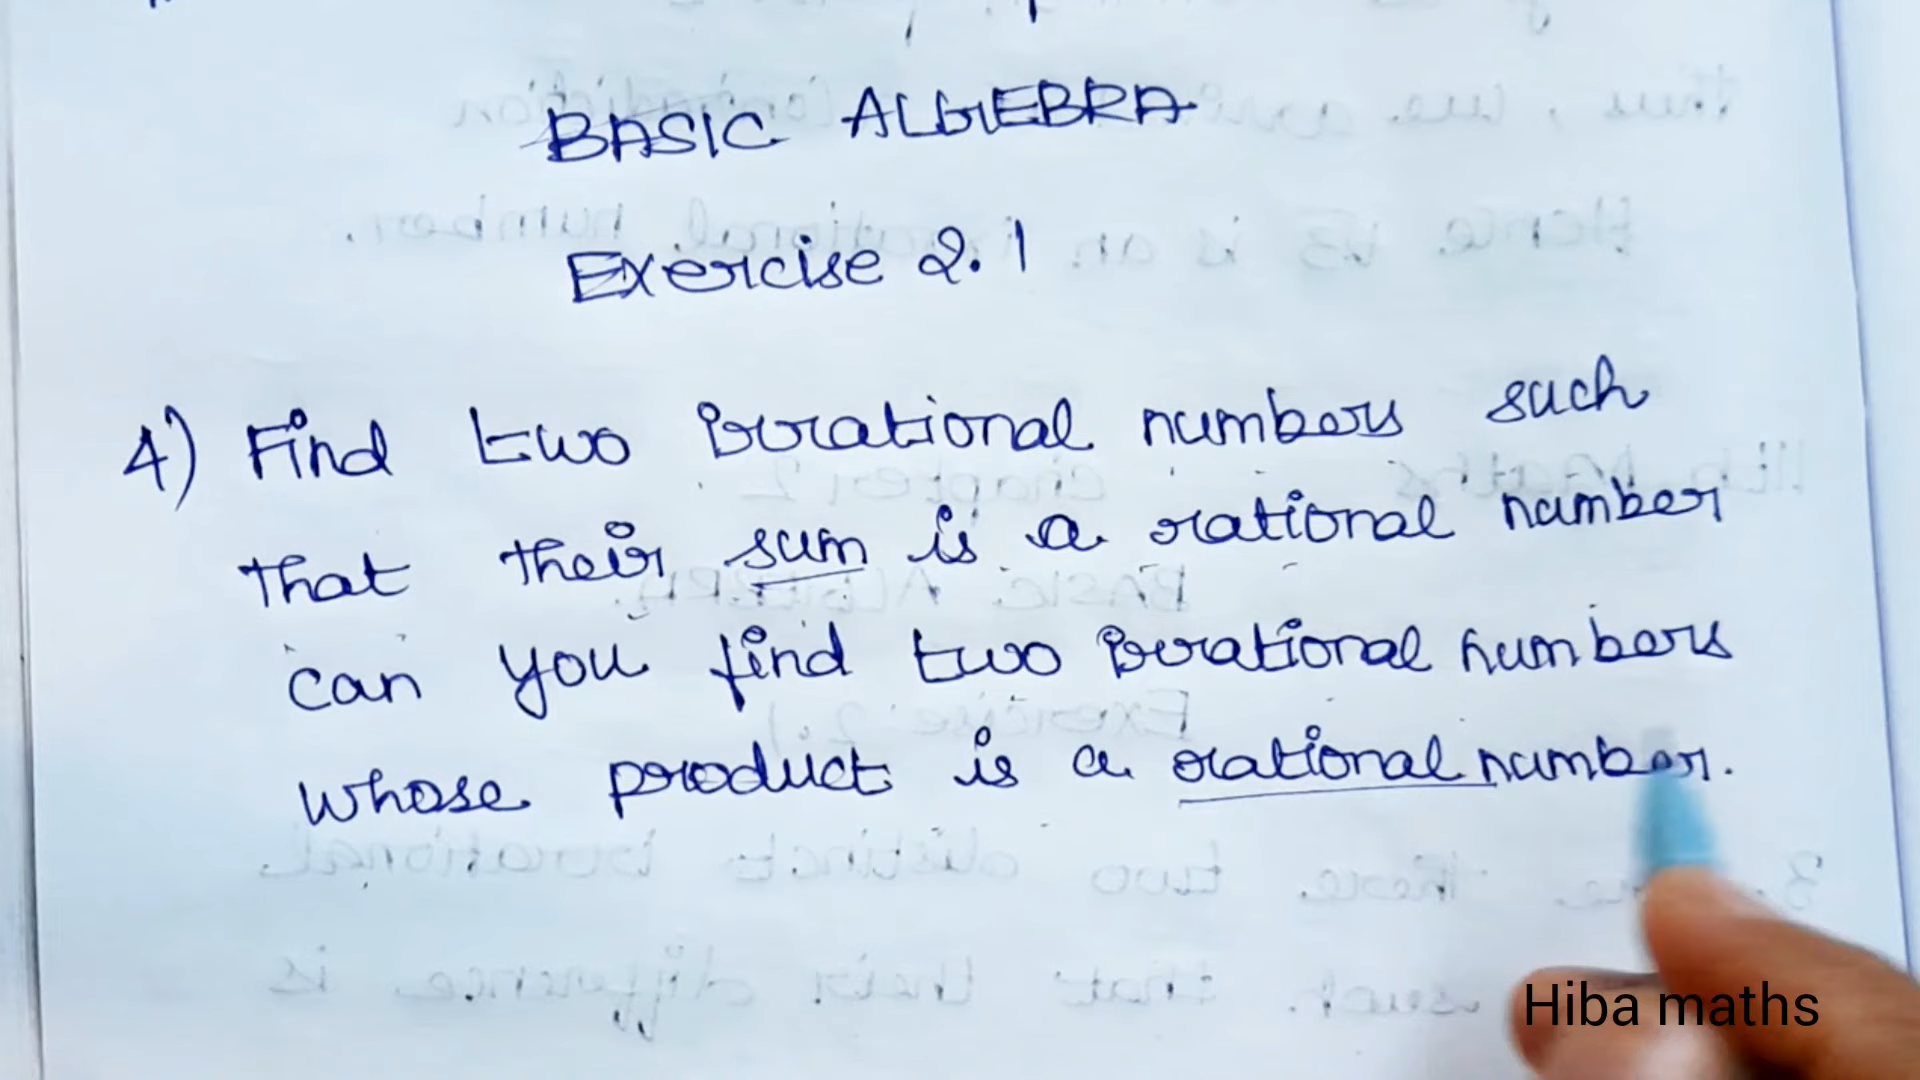 BASIC ALGEBRA
Exercise 2.1
4) Find two irrational numbers such
that their sum is a rational number
can you find two irrational numbers
whose product is a rational number.
Hiba maths